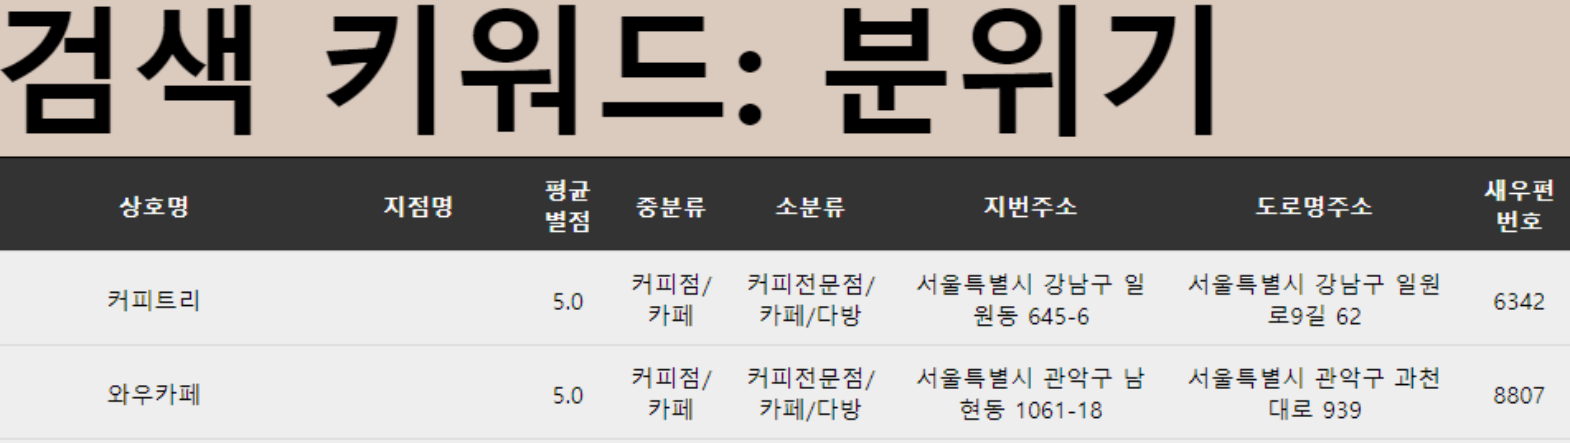 검색 키워드: 분위기
상호명 지점명 평균 별점 중분류 소분류 지번주소 도로명주소 새우편 번호
커피트리 5.0 커피점/ 카페 커피전문점/ 카페/다방 서울특별시 강남구 일 원동 645-6 서울특별시 강남구 일원 로9길 62 6342
와우카페 5.0 커피점/ 카페 커피전문점/ 카페/다방 서울특별시 관악구 남 현동 1061-18 서울특별시 관악구 과천 대로 939 8807